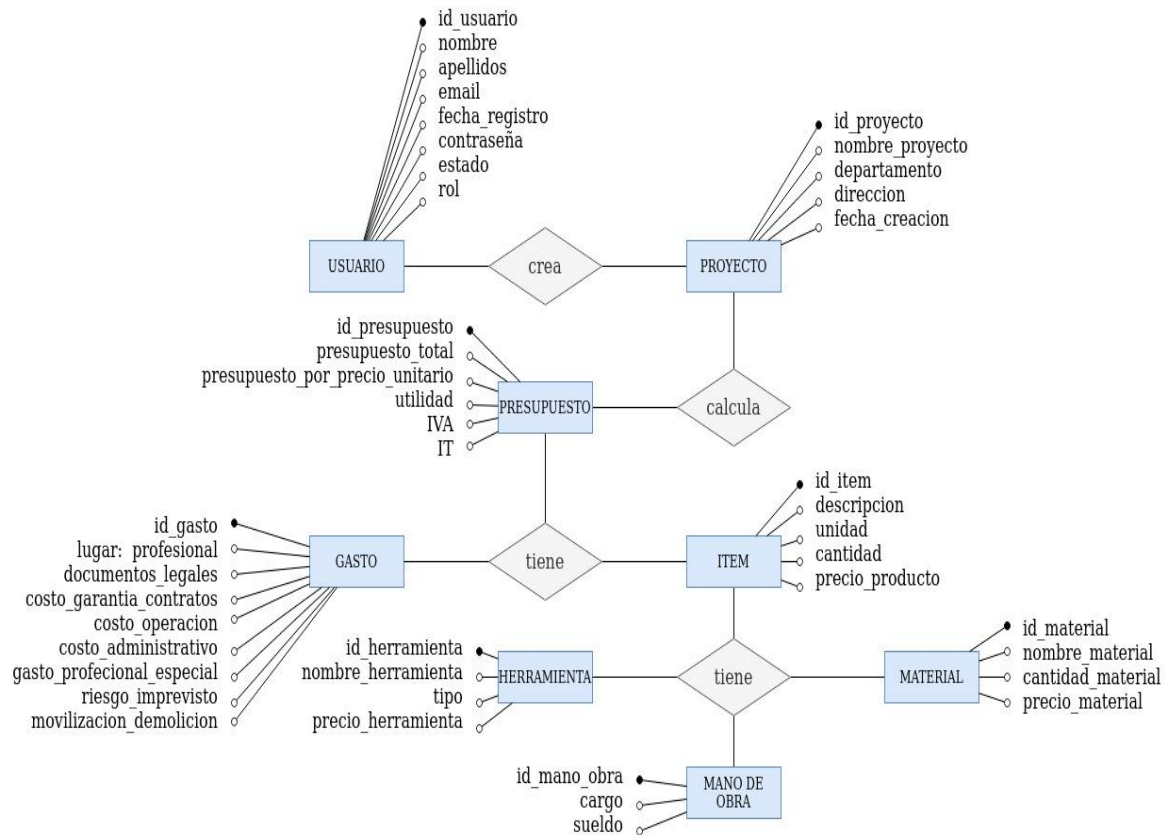 id_usuario
nombre
apellidos
email
fecha_registro
contraseña
estado
rol
id_proyecto
nombre_proyecto
departamento
direccion
fecha_creacion
USUARIO
crea
PROYECTO
id_presupuesto
presupuesto_total
presupuesto_por_precio_unitario
utilidad
IVA
IT
PRESUPUESTO
calcula
id_gasto
lugar: profesional
documentos_legales
costo_garantia_contratos
costo_operacion
costo_administrativo
gasto_profecional_especial
riesgo_imprevisto
movilizacion_demolicion
GASTO
tiene
ITEM
id_item
descripcion
unidad
cantidad
precio_producto
id_herramienta
nombre_herramienta
tipo
precio_herramienta
HERRAMIENTA
tiene
MATERIAL
id_material
nombre_material
cantidad_material
precio_material
id_mano_obra
cargo
sueldo
MANO DE
OBRA